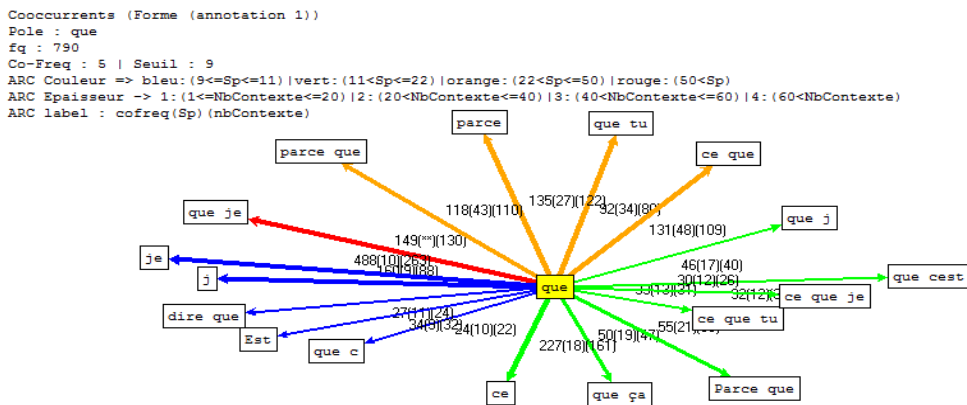 Cooccurrents (Forme (annotation 1))
Pole : que
fq : 790
Co-Freq : 5 | Seuil : 9
ARC Couleur => bleu:(9<=Sp<=11)|vert:(11<Sp<=22)|orange:(22<Sp<=50)|rouge:(50<Sp)
ARC Epaisseur -> 1:(1<=NbContexte<=20)|2:(20<NbContexte<=40)|3:(40<NbContexte<=60)|4:(60<NbContexte)
ARC label : cofreq(Sp)(nbContexte)
parce
que tu
parce que
ce que
135(27)(122)
118(43)(110)
que je
que j
131(48)(109)
149(**)(130)
je
488(10)(263)
46(17)(40)
j
160(9)(88)
que cest
30(12)(26)
que
ce que je
dire que
27(11)(24)
ce que tu
Est
34(9)(32)
24(10)(22)
que c
50(19)(47)
227(18)(161)
ce
que ça
Parce que